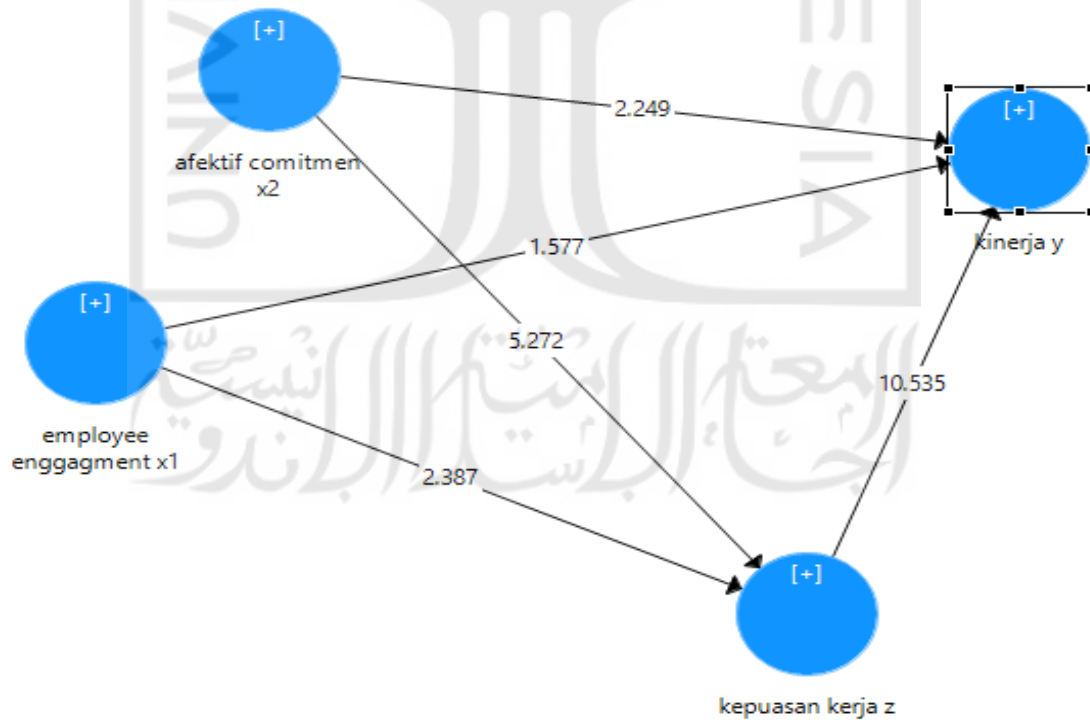 [+]
afektif comitmen
x2
2.249
[+]
kinerja y
1.577
[+]
employee
enggagment x1
5.272
10.535
2.387
[+]
kepuasan kerja z
ESIA